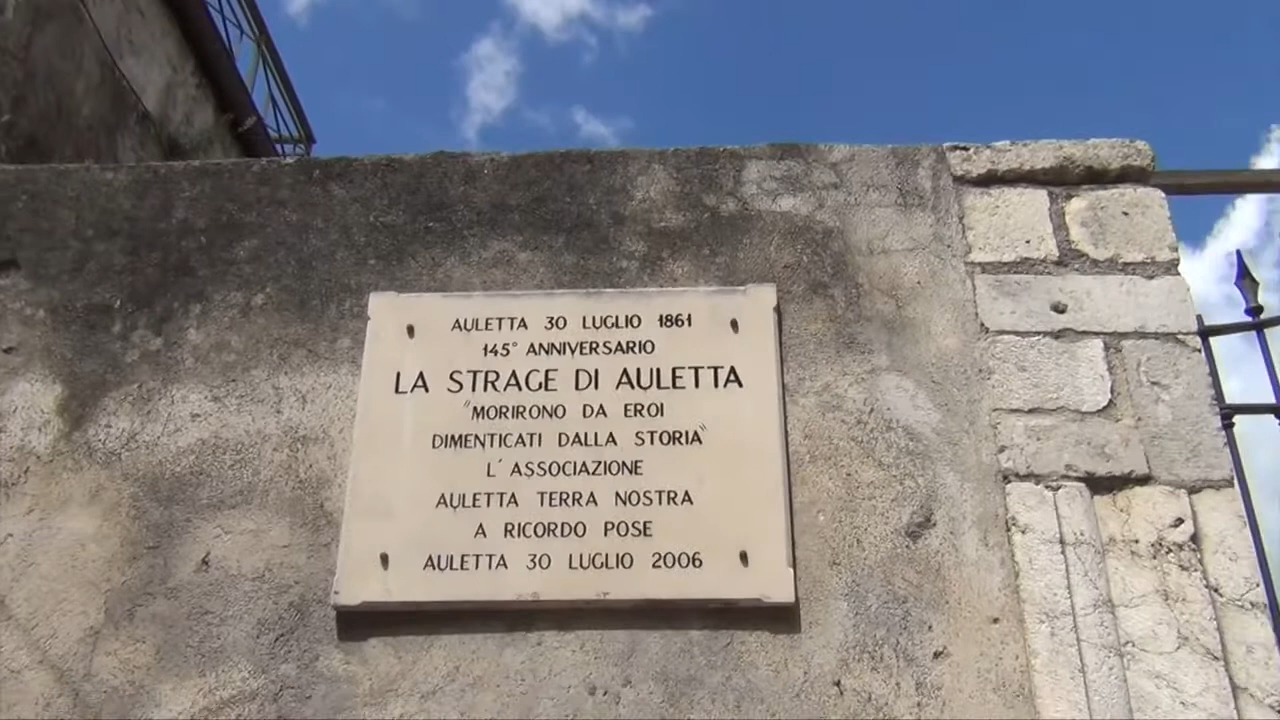 AULETTA 30 LUGLIO 1861
145° ANNIVERSARIO
LA STRAGE DI AULETTA
"MORIRONO DA EROI
DIMENTICATI DALLA STORIA"
L'ASSOCIAZIONE
AULETTA TERRA NOSTRA
A RICORDO POSE
AULETTA 30 LUGLIO 2006